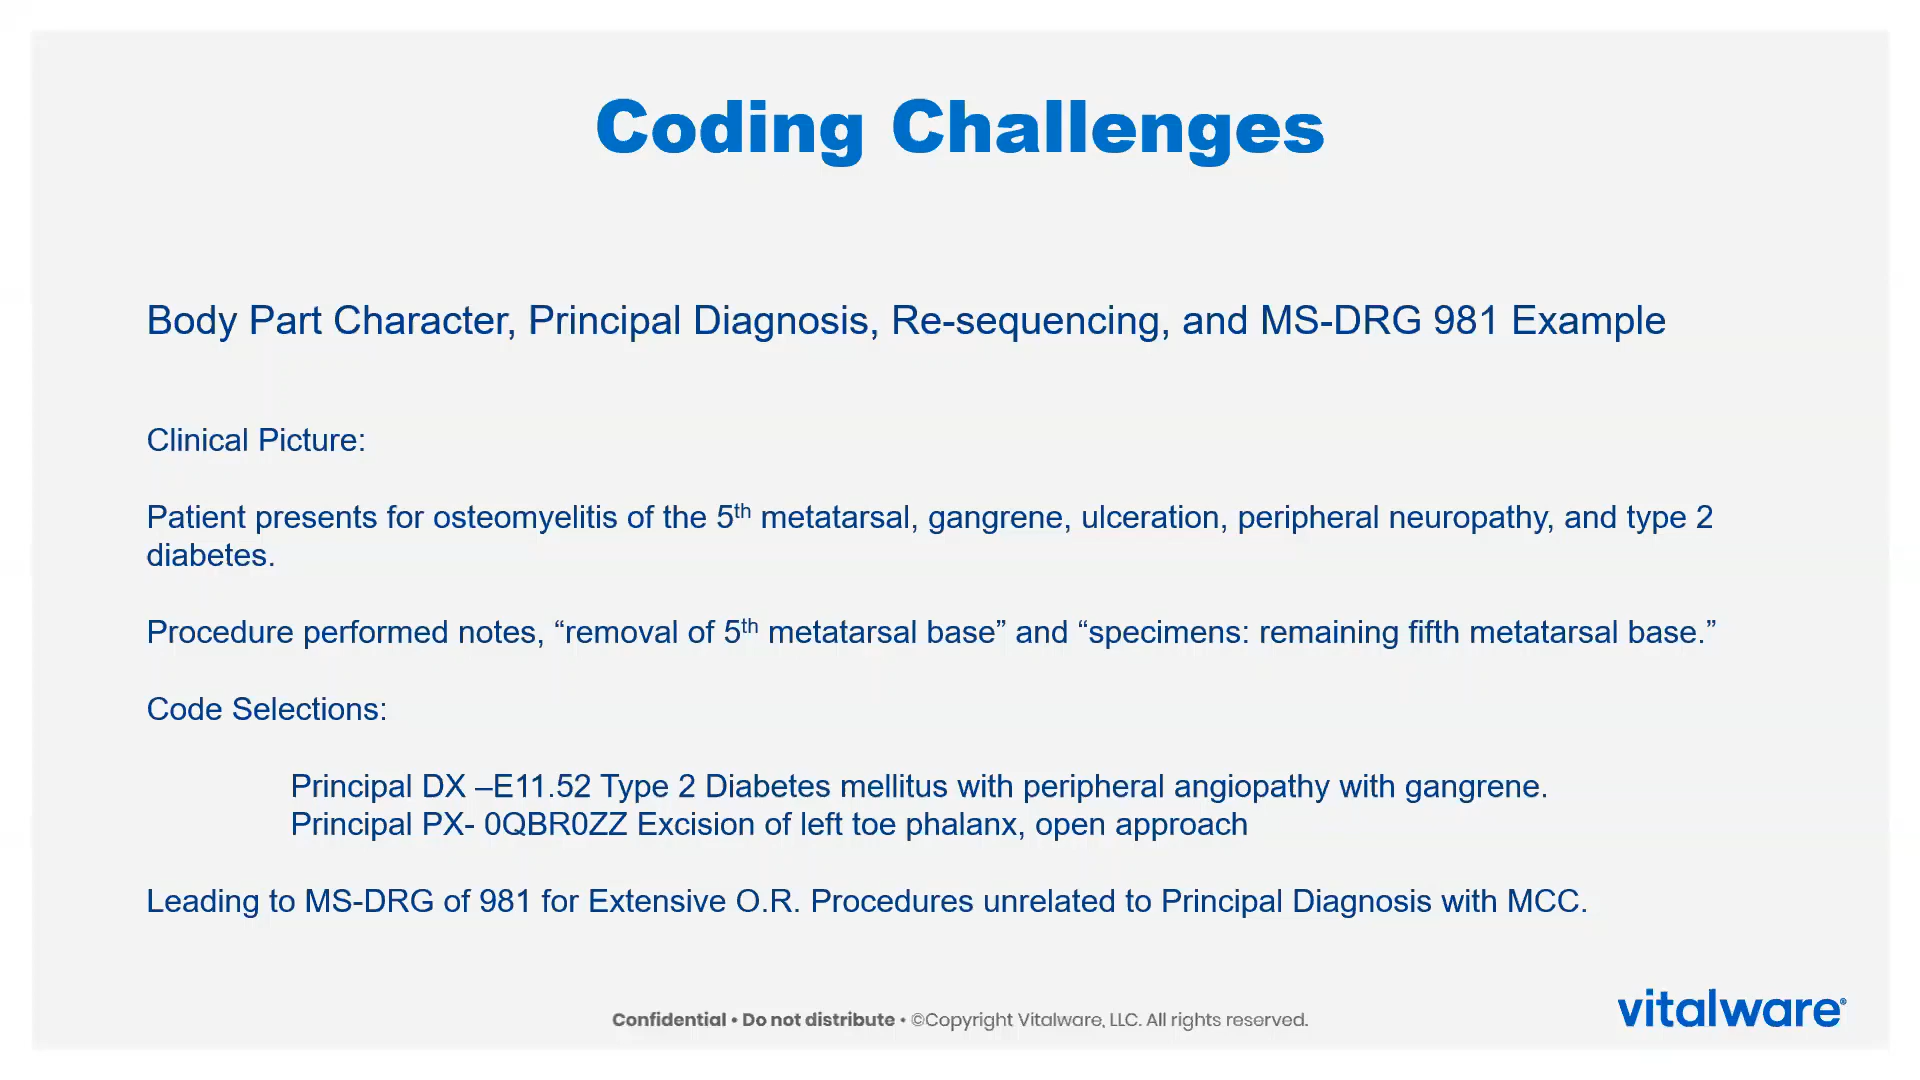 Coding Challenges
Body Part Character, Principal Diagnosis, Re-sequencing, and MS-DRG 981 Example
Clinical Picture:
Patient presents for osteomyelitis of the 5th metatarsal, gangrene, ulceration, peripheral neuropathy, and type 2
diabetes.
Procedure performed notes, “removal of 5th metatarsal base” and “specimens: remaining fifth metatarsal base.”
Code Selections:
Principal DX –E11.52 Type 2 Diabetes mellitus with peripheral angiopathy with gangrene.
Principal PX- 0QBR0ZZ Excision of left toe phalanx, open approach
Leading to MS-DRG of 981 for Extensive O.R. Procedures unrelated to Principal Diagnosis with MCC.
Confidential • Do not distribute • ©Copyright Vitalware, LLC. All rights reserved.
vitalware®